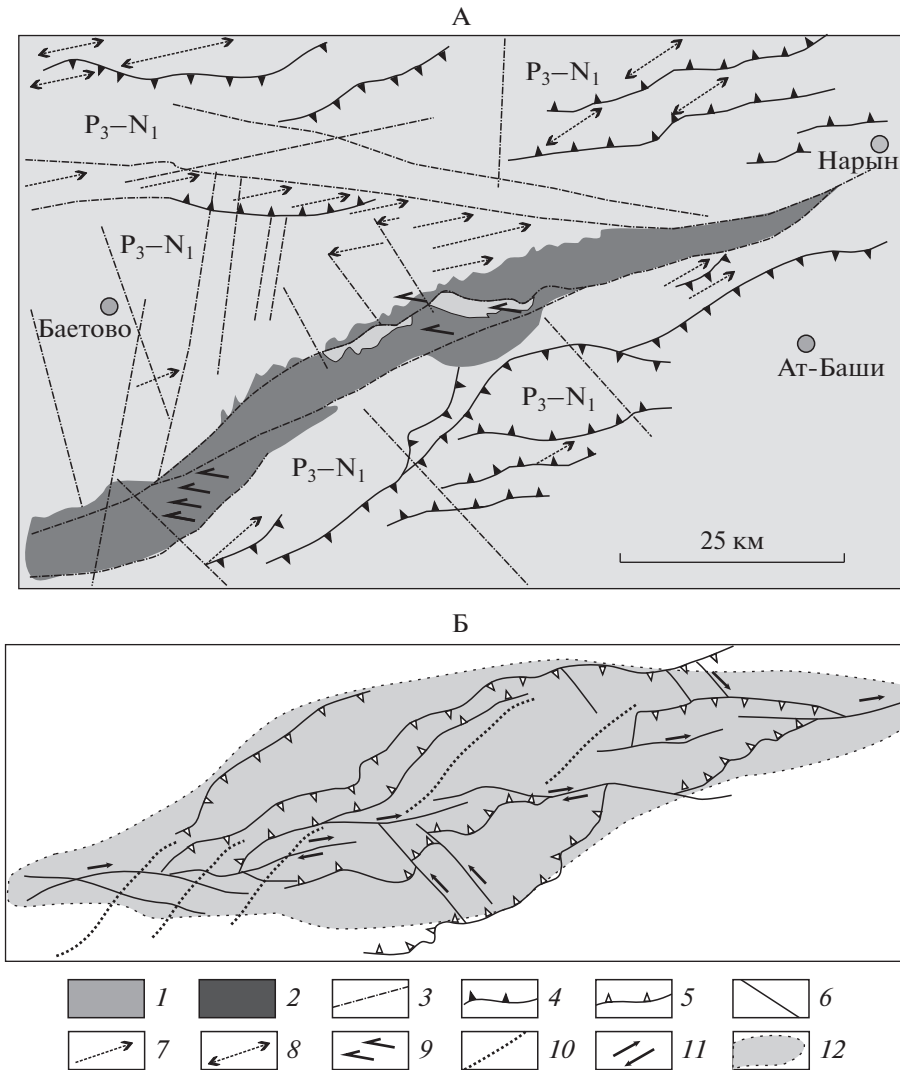 А
P₃–N₁
P₃–N₁
Нарын
P₃–N₁
Баетово
Ат-Баши
P₃–N₁
P₃–N₁
25 км
Б
1 2 3 4 5 6
7 8 9 10 11 12